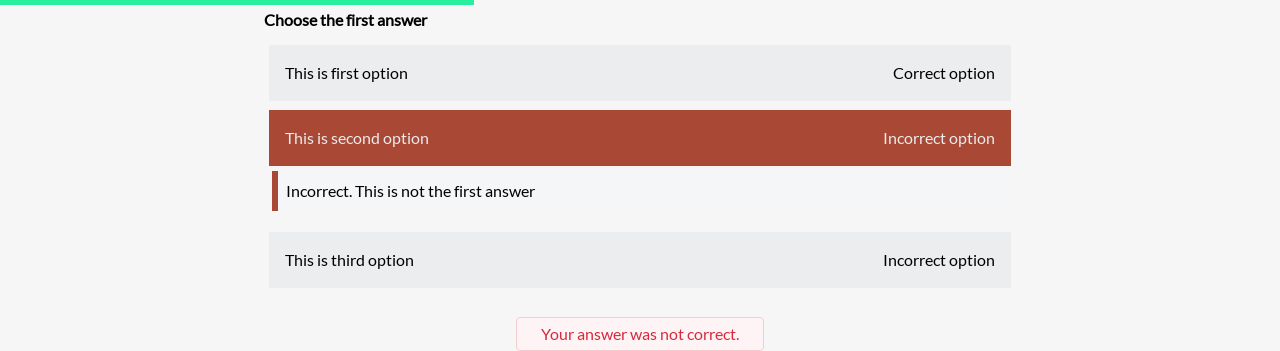 Choose the first answer
This is first option Correct option
This is second option Incorrect option
Incorrect. This is not the first answer
This is third option Incorrect option
Your answer was not correct.